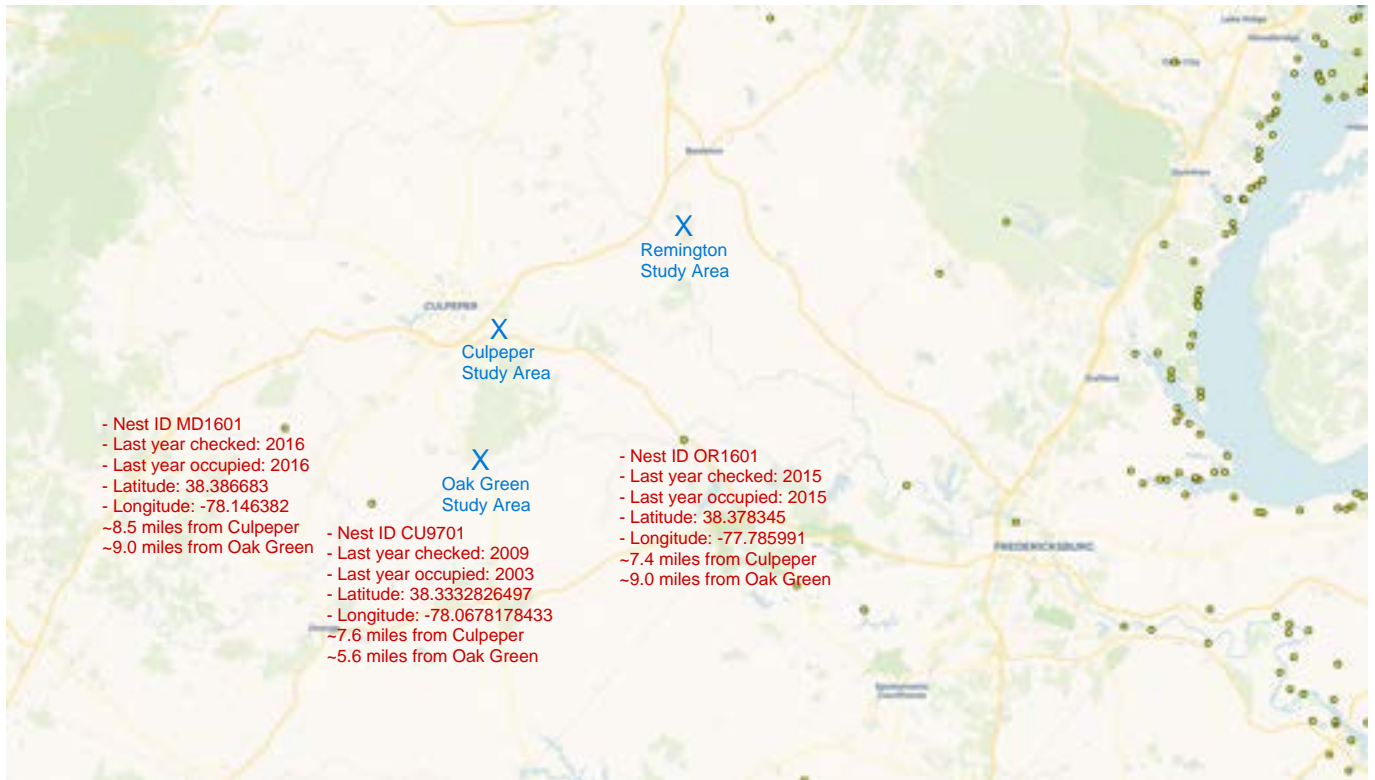 Remington
Study Area
X
CULPEPER
X
Culpeper
Study Area
- Nest ID MD1601
- Last year checked: 2016
- Last year occupied: 2016
- Latitude: 38.386683
- Longitude: -78.146382
~8.5 miles from Culpeper
~9.0 miles from Oak Green
X
Oak Green
Study Area
- Nest ID OR1601
- Last year checked: 2015
- Last year occupied: 2015
- Latitude: 38.378345
- Longitude: -77.785991
~7.4 miles from Culpeper
~9.0 miles from Oak Green
- Nest ID CU9701
- Last year checked: 2009
- Last year occupied: 2003
- Latitude: 38.3332826497
- Longitude: -78.0678178433
~7.6 miles from Culpeper
~5.6 miles from Oak Green
FREDERICKSBURG
Stafford